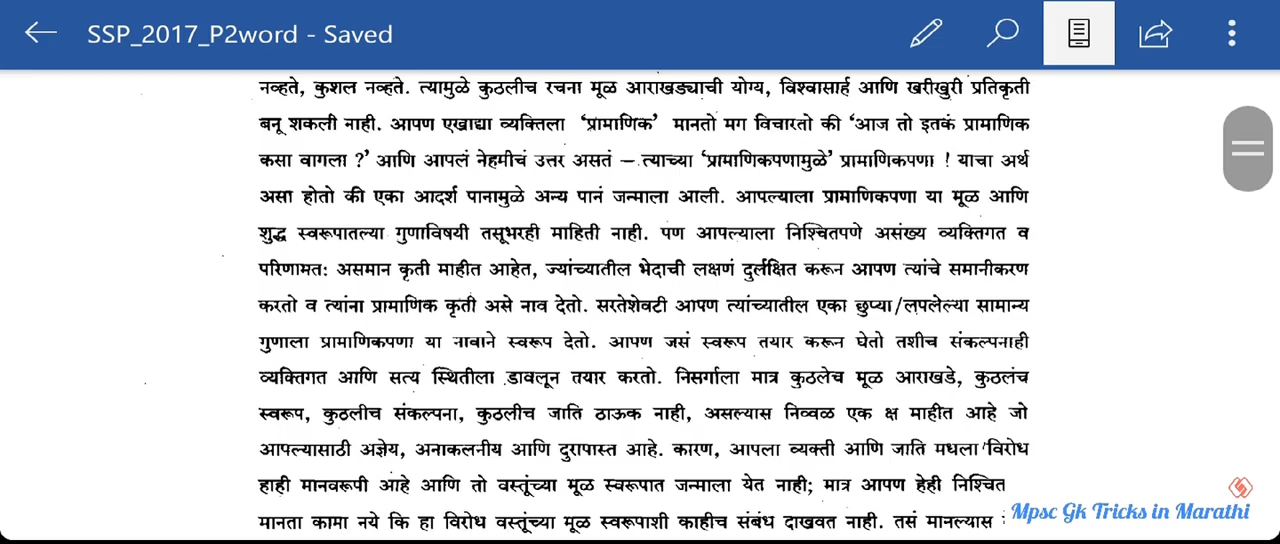 SSP_2017_P2word - Saved
नव्हते, कुशल नव्हते. त्यामुळे कुठलीच रचना मूळ आराखड्याची योग्य, विश्वासार्ह आणि खरीखुरी प्रतिकृती
बनू शकली नाही. आपण एखाद्या व्यक्तिला ‘प्रामाणिक’ मानतो मग विचारतो की ‘आज तो इतकं प्रामाणिक
कसा वागला ?’ आणि आपलं नेहमीचं उत्तर असतं – त्याच्या ‘प्रामाणिकपणामुळे’ प्रामाणिकपणा ! याचा अर्थ
असा होतो की एका आदर्श पानामुळे अन्य पानं जन्माला आली. आपल्याला प्रामाणिकपणा या मूळ आणि
शुद्ध स्वरूपातल्या गुणाविषयी तसूभरही माहिती नाही. पण आपल्याला निश्चितपणे असंख्य व्यक्तिगत व
परिणामतः असमान कृती माहीत आहेत, ज्यांच्यातील भेदाची लक्षणं दुर्लक्षित करून आपण त्यांचे समानीकरण
करतो व त्यांना प्रामाणिक कृती असे नाव देतो. सरतेशेवटी आपण त्यांच्यातील एका छुप्या/लपलेल्या सामान्य
गुणाला प्रामाणिकपणा या नावाने स्वरूप देतो. आपण जसं स्वरूप तयार करून घेतो तशीच संकल्पनाही
व्यक्तिगत आणि सत्य स्थितीला डावलून तयार करतो. निसर्गाला मात्र कुठलेच मूळ आराखडे, कुठलंच
स्वरूप, कुठलीच संकल्पना, कुठलीच जाति ठाऊक नाही, असल्यास निव्वळ एक क्ष माहीत आहे जो
आपल्यासाठी अज्ञेय, अनाकलनीय आणि दुरापास्त आहे. कारण, आपला व्यक्ती आणि जाति मधला विरोध
हाही मानवरूपी आहे आणि तो वस्तूंच्या मूळ स्वरूपात जन्माला येत नाही; मात्र आपण हेही निश्चित
मानता कामा नये कि हा विरोध वस्तूंच्या मूळ स्वरूपाशी काहीच संबंध दाखवत नाही. तसं मानल्यास
Mpsc Gk Tricks in Marathi